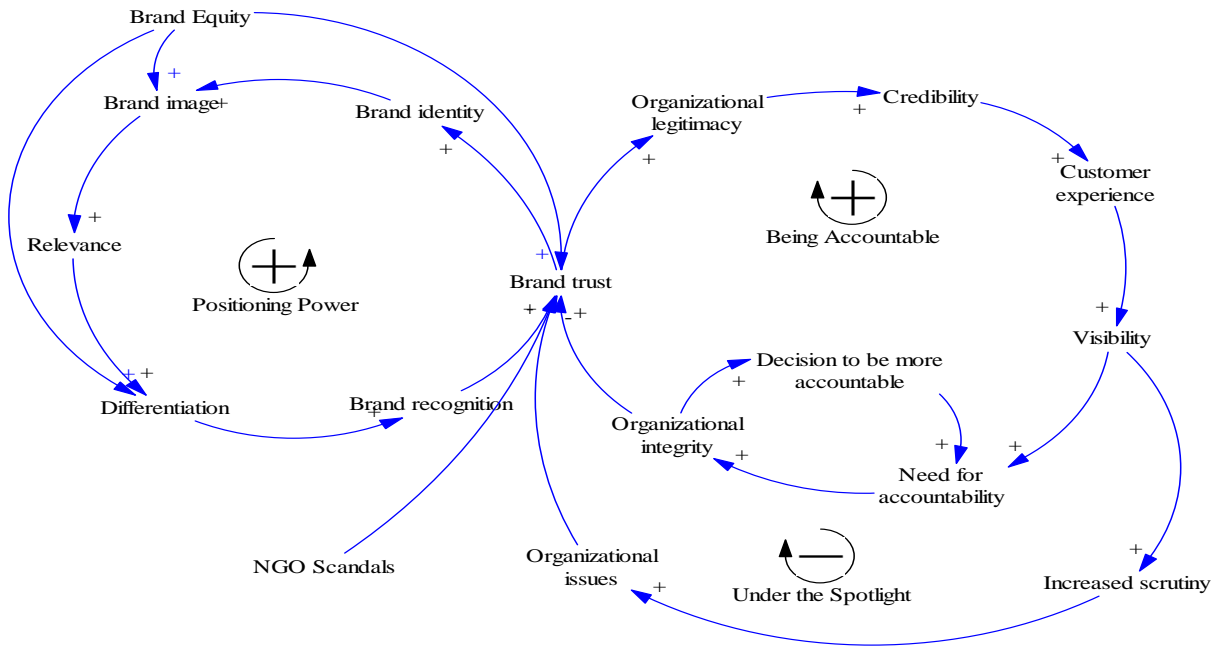 Brand Equity
+
Brand image+
Brand identity
+
Organizational
legitimacy
+
Credibility
+
+
Customer
experience
Being Accountable
+
Relevance
Positioning Power
+
Brand trust
+
-+
+
Visibility
Decision to be more
accountable
+
+ +
Differentiation
Brand recognition
+
Organizational
integrity
+
+
+
Need for
accountability
NGO Scandals
Organizational
issues
+
Under the Spotlight
+
Increased scrutiny